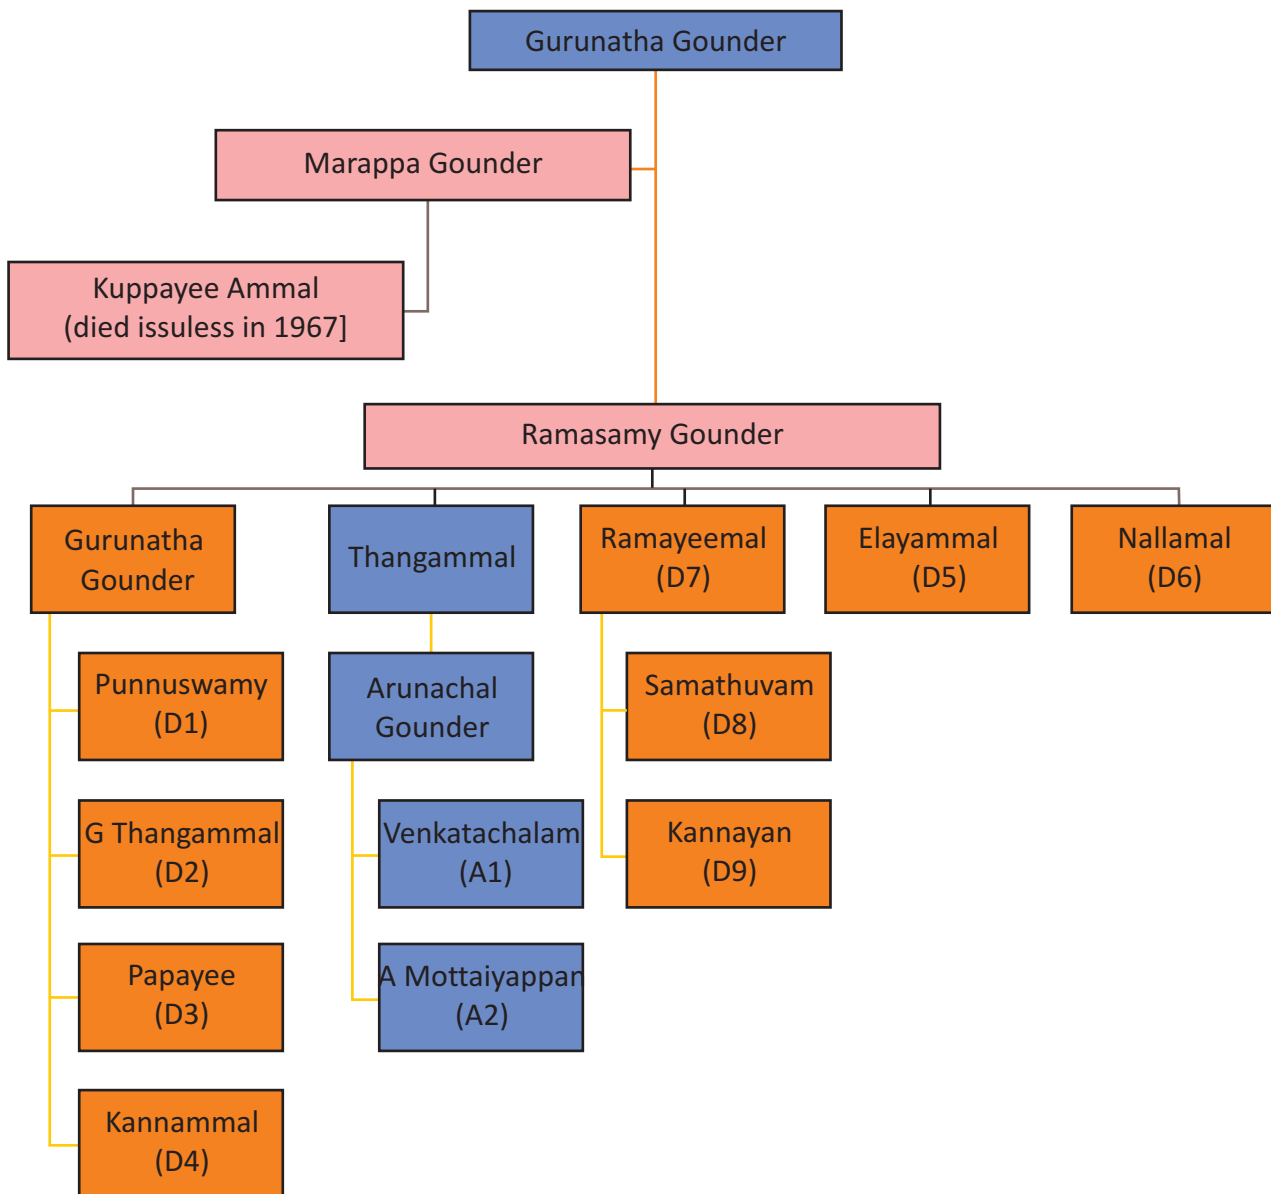 Gurunatha Gounder
Marappa Gounder
Kuppayee Ammal
(died issuless in 1967]
Ramasamy Gounder
Gurunatha
Gounder
Thangammal
Ramayeemal
(D7)
Elayammal
(D5)
Nallamal
(D6)
Punnuswamy
(D1)
Arunachal
Gounder
Samathuvam
(D8)
G Thangammal
(D2)
Venkatachalam
(A1)
Kannayan
(D9)
Papayee
(D3)
A Mottaiyappan
(A2)
Kannammal
(D4)